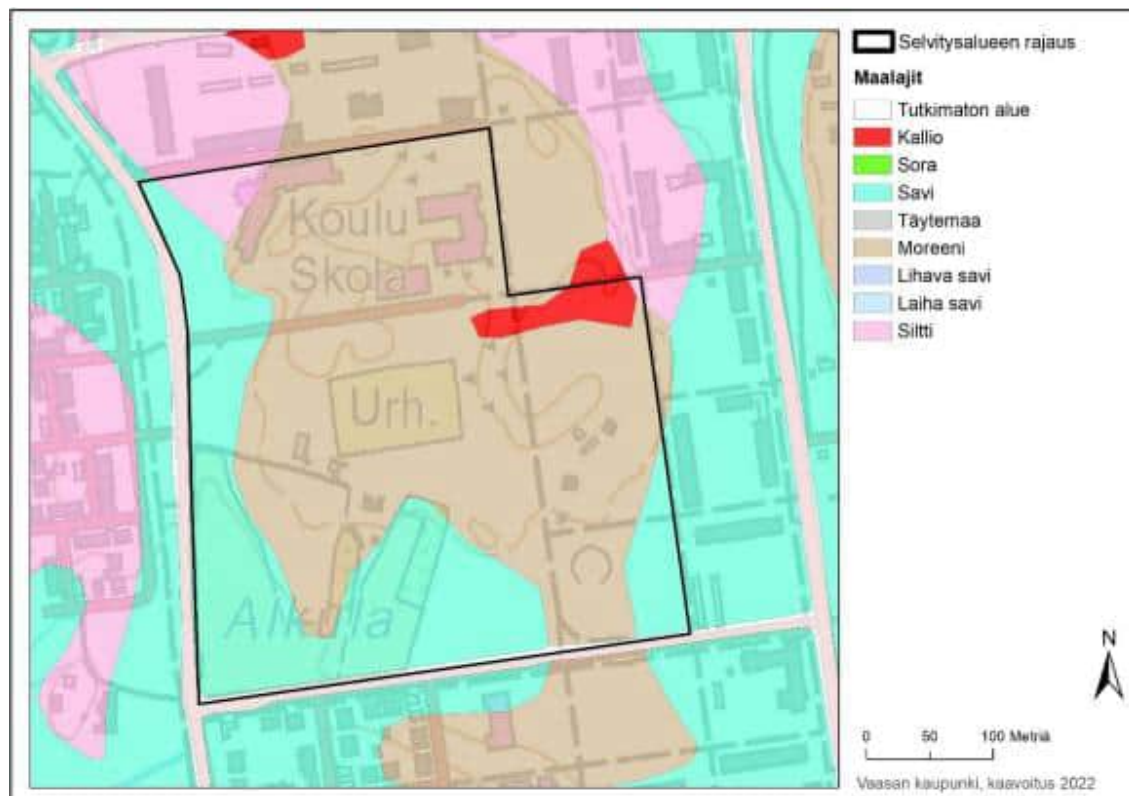 Selvitysalueen rajaus
Maalajit
Tutkimaton alue
Kallio
Sora
Savi
Täytemaa
Moreeni
Lihava savi
Laiha savi
Siltti
Koulu
Skola
Urh.
Alkula
N
0 50 100 Metriä
Vaasan kaupunki, kaavoitus 2022